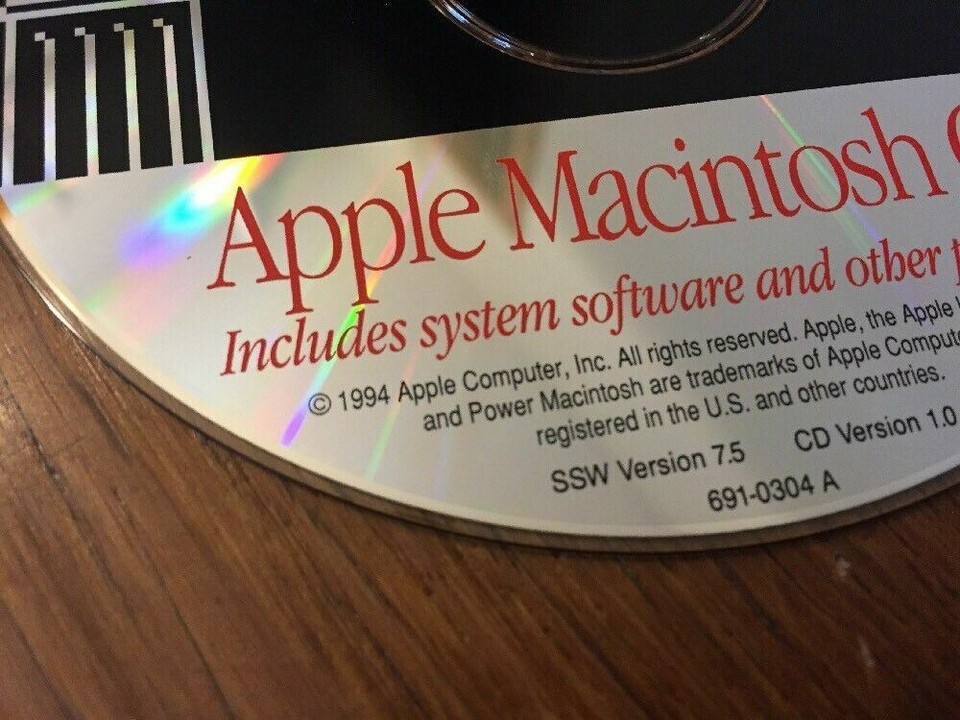 Apple Macintosh
Includes system software and other
© 1994 Apple Computer, Inc. All rights reserved. Apple, the Apple
and Power Macintosh are trademarks of Apple Compute
registered in the U.S. and other countries.
SSW Version 7.5 CD Version 1.0
691-0304 A